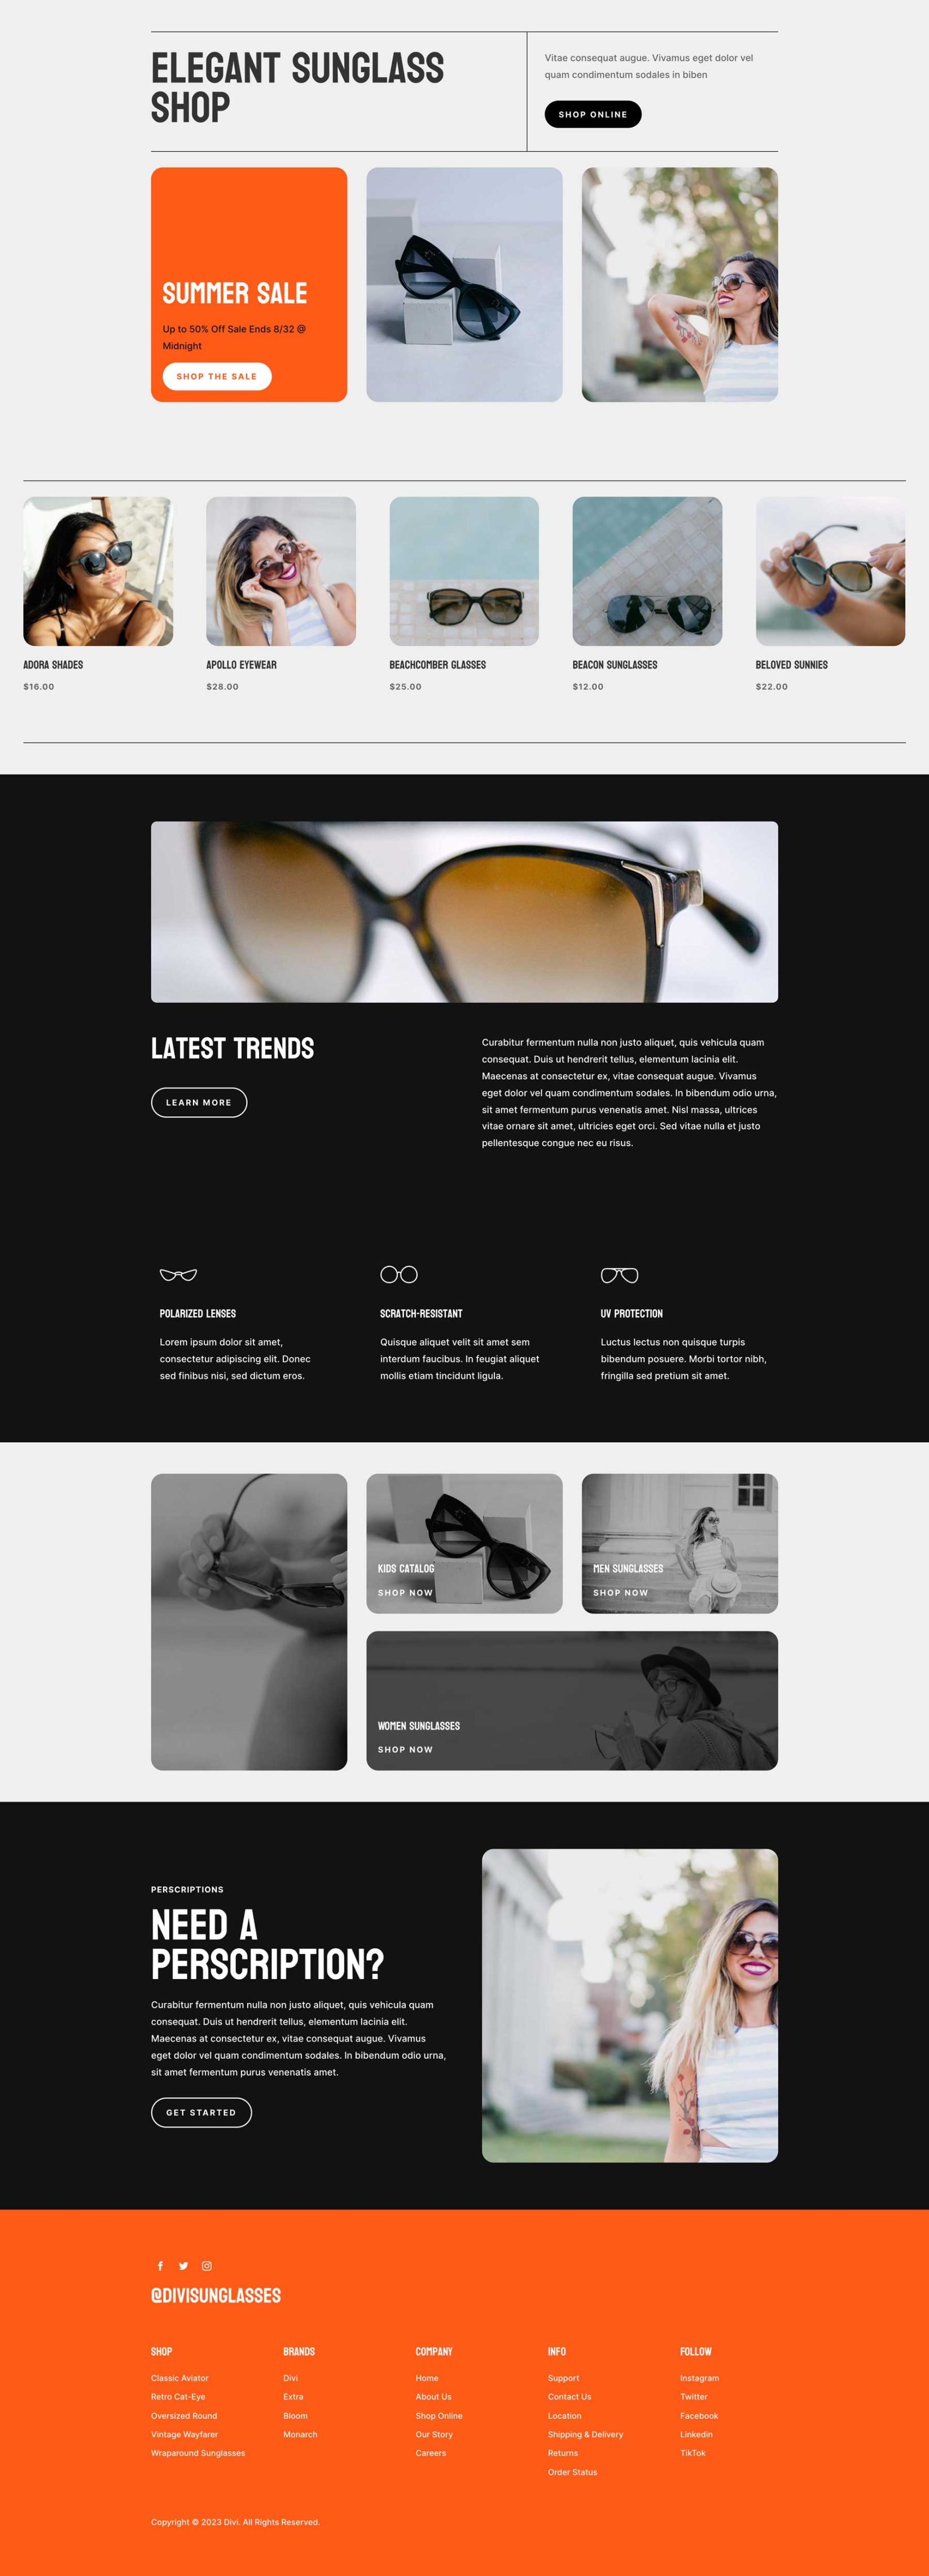 ELEGANT SUNGLASS
SHOP
Vitae consequat augue. Vivamus eget dolor vel
quam condimentum sodales in biben
SHOP ONLINE
SUMMER SALE
Up to 50% Off Sale Ends 8/32 @
Midnight
SHOP THE SALE
ADORA SHADES
$16.00
APOLLO EYEWEAR
$28.00
BEACHCOMBER GLASSES
$25.00
BEACON SUNGLASSES
$12.00
BELOVED SUNNIES
$22.00
LATEST TRENDS
LEARN MORE
Curabitur fermentum nulla non justo aliquet, quis vehicula quam
consequat. Duis ut hendrerit tellus, elementum lacinia elit.
Maecenas at consectetur ex, vitae consequat augue. Vivamus
eget dolor vel quam condimentum sodales. In bibendum odio urna,
sit amet fermentum purus venenatis amet. Nisl massa, ultrices
vitae ornare sit amet, ultricies eget orci. Sed vitae nulla et justo
pellentesque congue nec eu risus.
POLARIZED LENSES
Lorem ipsum dolor sit amet,
consectetur adipiscing elit. Donec
sed finibus nisi, sed dictum eros.
SCRATCH-RESISTANT
Quisque aliquet velit sit amet sem
interdum faucibus. In feugiat aliquet
mollis etiam tincidunt ligula.
UV PROTECTION
Luctus lectus non quisque turpis
bibendum posuere. Morbi tortor nibh,
fringilla sed pretium sit amet.
KIDS CATALOG
SHOP NOW
MEN SUNGLASSES
SHOP NOW
WOMEN SUNGLASSES
SHOP NOW
PERSCRIPTIONS
NEED A
PERSCRIPTION?
Curabitur fermentum nulla non justo aliquet, quis vehicula quam
consequat. Duis ut hendrerit tellus, elementum lacinia elit.
Maecenas at consectetur ex, vitae consequat augue. Vivamus
eget dolor vel quam condimentum sodales. In bibendum odio urna,
sit amet fermentum purus venenatis amet.
GET STARTED
@DIVISUNGLASSES
SHOP
Classic Aviator
Retro Cat-Eye
Oversized Round
Vintage Wayfarer
Wraparound Sunglasses
BRANDS
Divi
Extra
Bloom
Monarch
COMPANY
Home
About Us
Shop Online
Our Story
Careers
INFO
Support
Contact Us
Location
Shipping & Delivery
Returns
Order Status
FOLLOW
Instagram
Twitter
Facebook
Linkedin
TikTok
Copyright © 2023 Divi. All Rights Reserved.